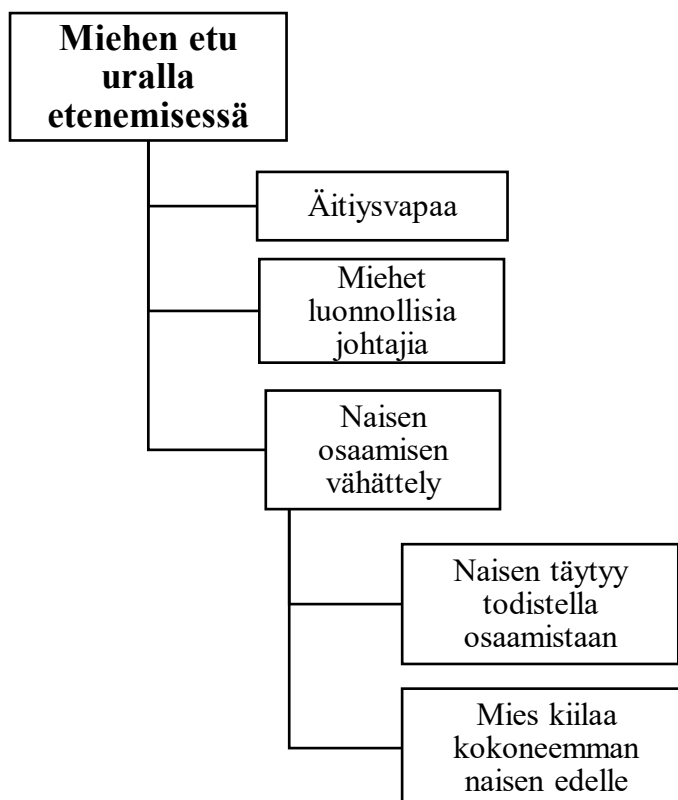 Miehen etu
uralla
etenemisessä
Äitiysvapaa
Miehet
luonnollisia
johtajia
Naisen
osaamisen
vähättely
Naisen täytyy
todistella
osaamistaan
Mies kiilaa
kokoneemman
naisen edelle